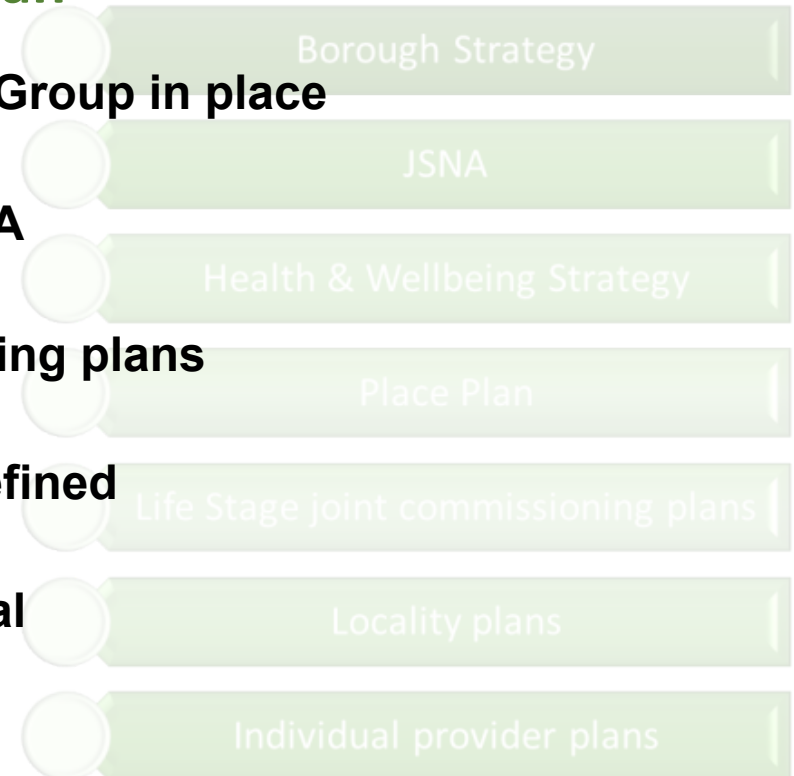 Borough Strategy
Group in place
JSNA
A
Health & Wellbeing Strategy
ing plans
Place Plan
efined
Life Stage joint commissioning plans
al
Locality plans
Individual provider plans